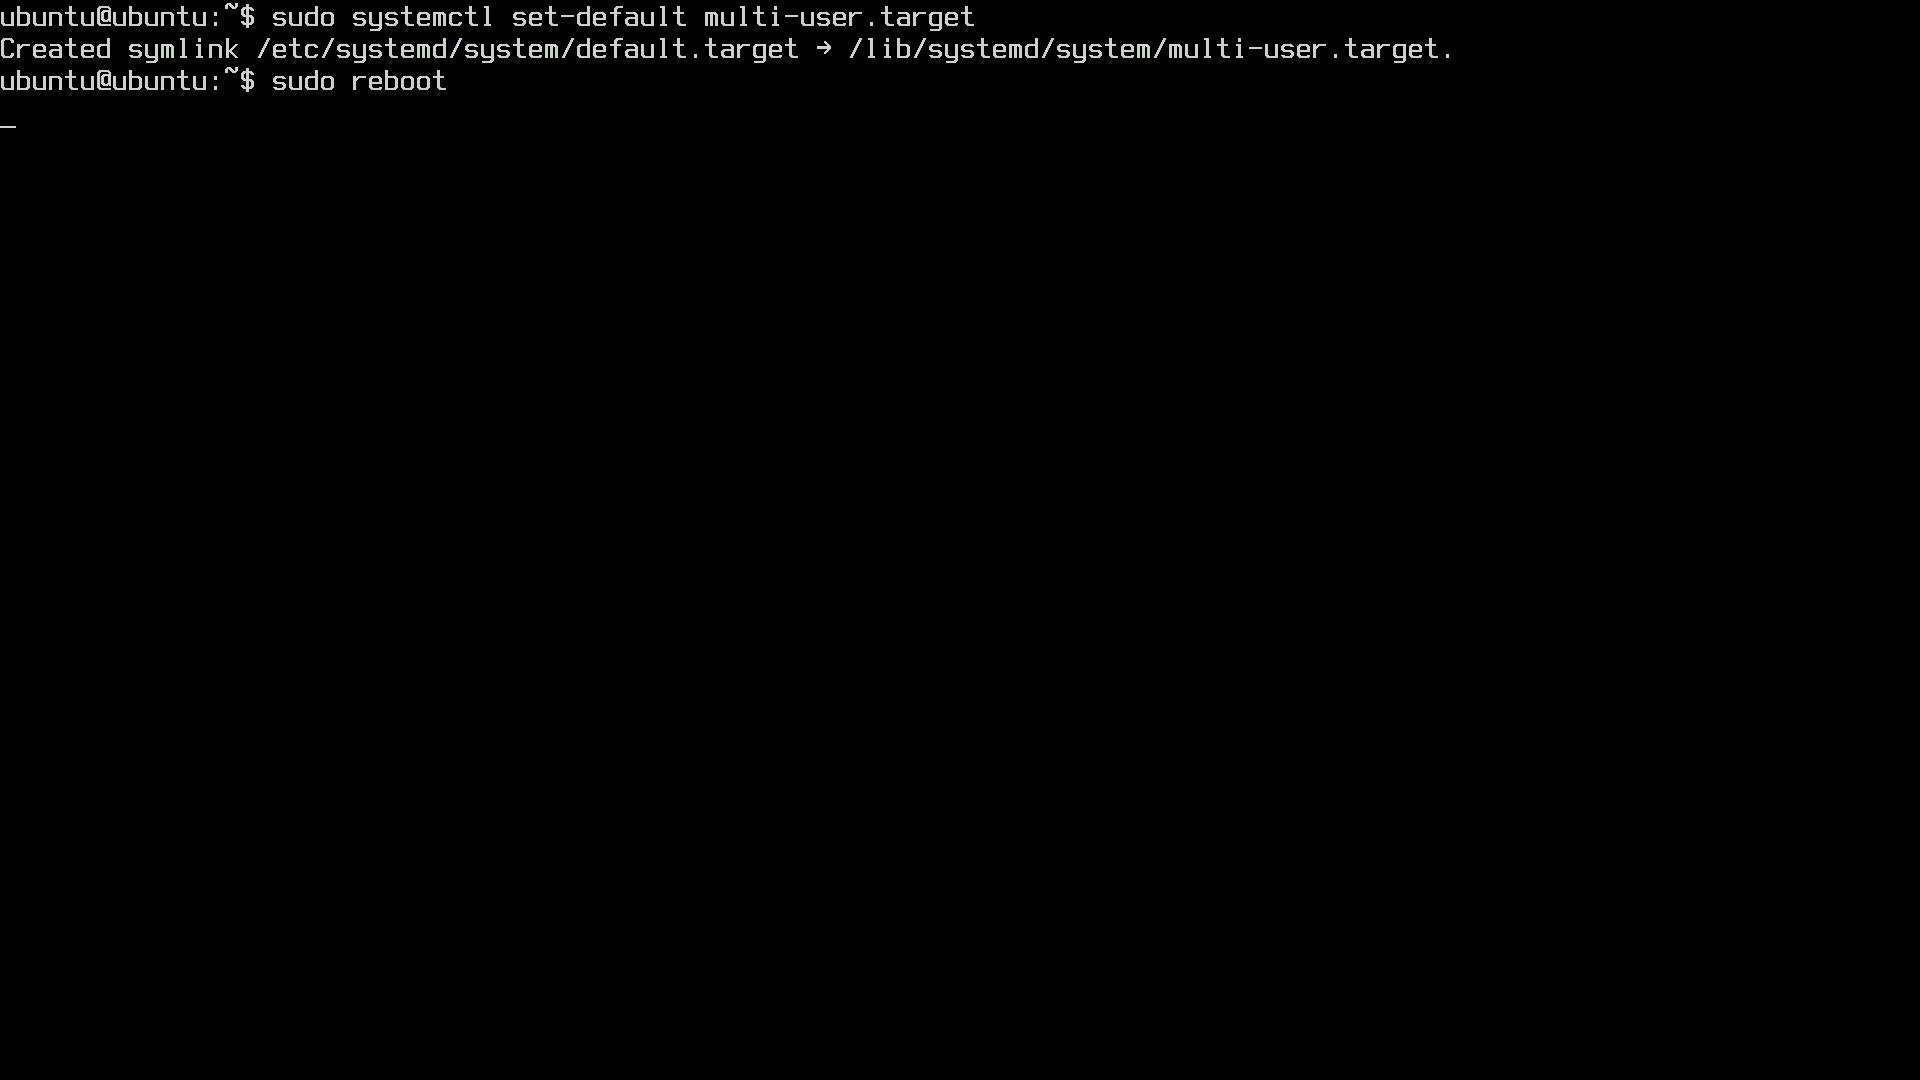 ubuntu@ubuntu:~$ sudo systemctl set-default multi-user.target
Created symlink /etc/systemd/system/default.target → /lib/systemd/system/multi-user.target.
ubuntu@ubuntu:~$ sudo reboot